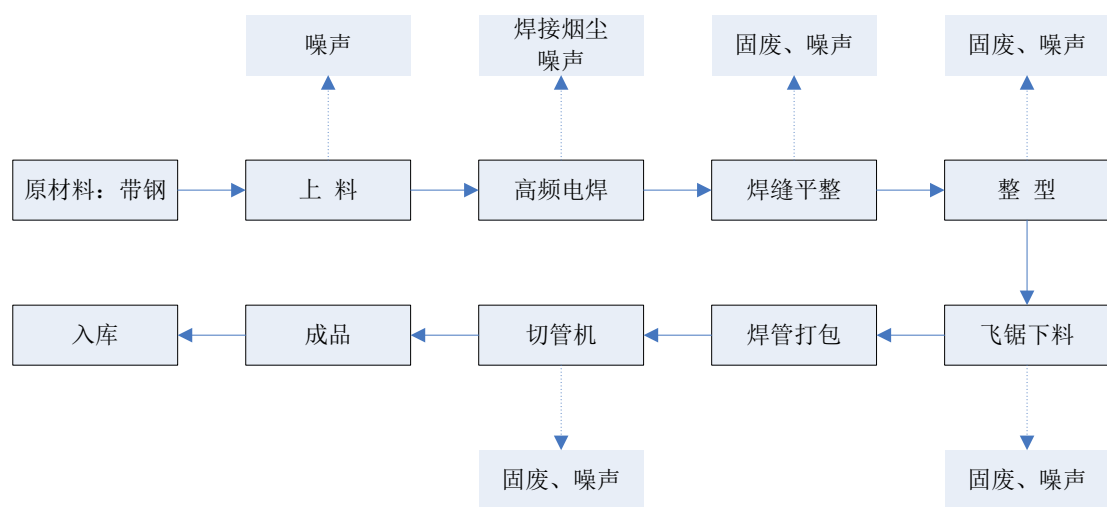 噪声
焊接烟尘
噪声
固废、噪声
固废、噪声
原材料：带钢
上 料
高频电焊
焊缝平整
整 型
入库
成品
切管机
焊管打包
飞锯下料
固废、噪声
固废、噪声